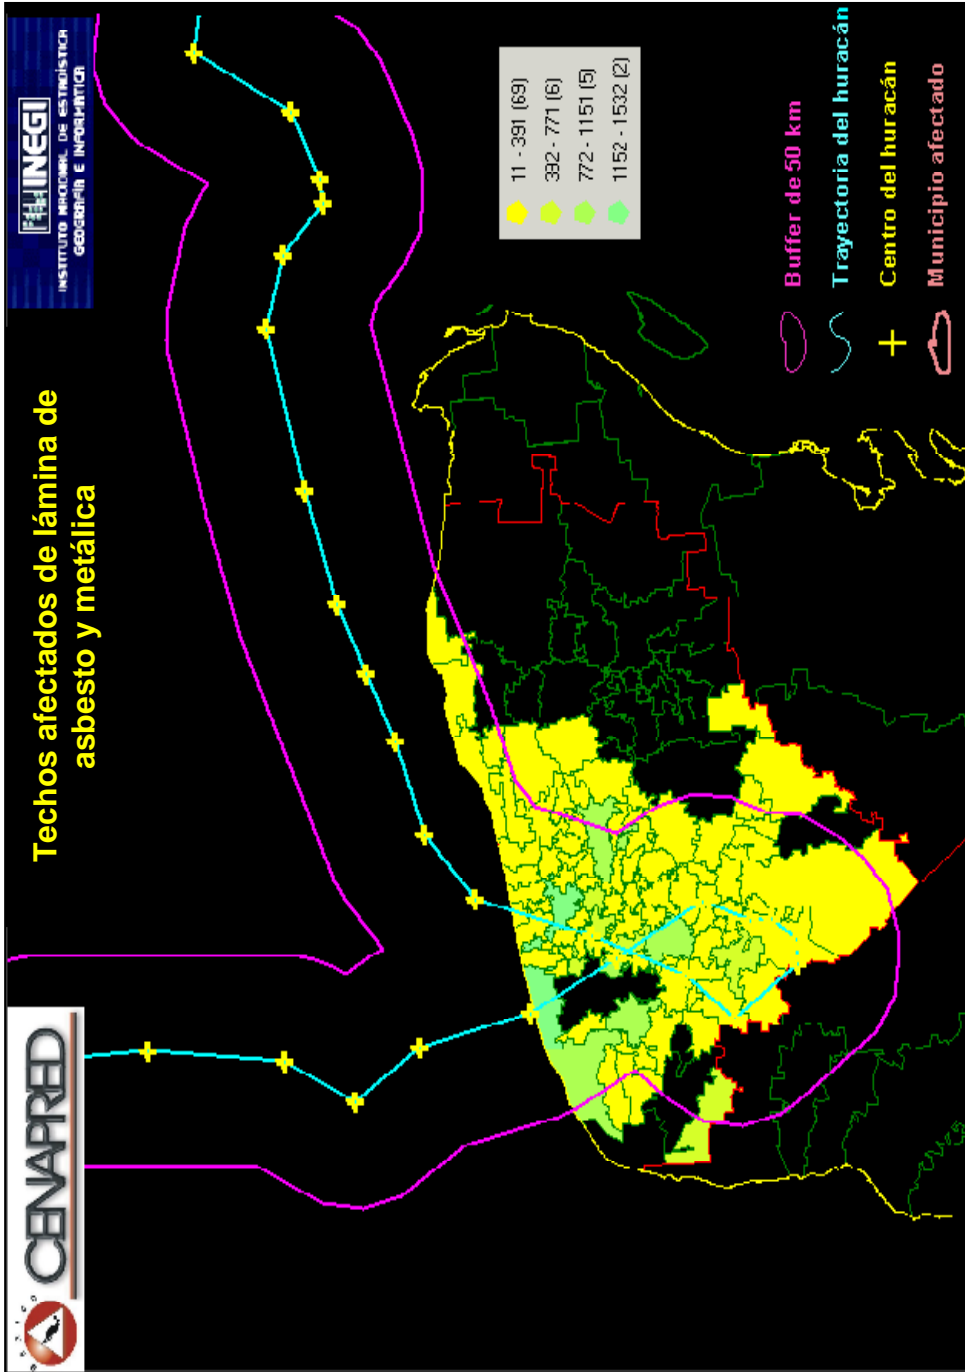 CENAPRED
INEGI
INSTITUTO NACIONAL DE ESTADÍSTICA
GEOGRAFÍA E INFORMÁTICA
Techos afectados de lámina de
asbesto y metálica
11 - 391 (69)
392 - 771 (6)
772 - 1151 (5)
1152 - 1532 (2)
Buffer de 50 km
Trayectoria del huracán
Centro del huracán
Municipio afectado